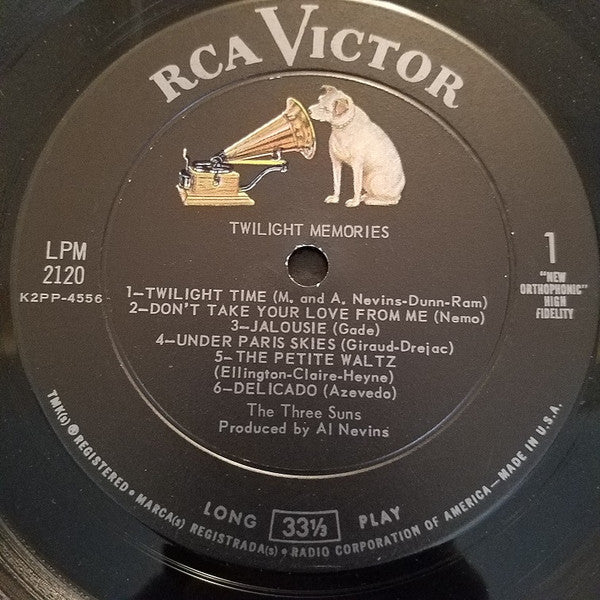 RCA VICTOR
TWILIGHT MEMORIES
LPM
2120
K2PP-4556
1
"NEW
ORTHOPHONIC"
HIGH
FIDELITY
1—TWILIGHT TIME (M. and A. Nevins-Dunn-Ram)
2—DON'T TAKE YOUR LOVE FROM ME (Nemo)
3—JALOUSIE (Gade)
4—UNDER PARIS SKIES (Giraud-Drejac)
5—THE PETITE WALTZ
(Ellington-Claire-Heyne)
6—DELICADO (Azevedo)
The Three Suns
Produced by Al Nevins
LONG 33⅓ PLAY
TMK(s) ® REGISTERED • MARCA(s) REGISTRADA(s) • RADIO CORPORATION OF AMERICA—MADE IN U.S.A.